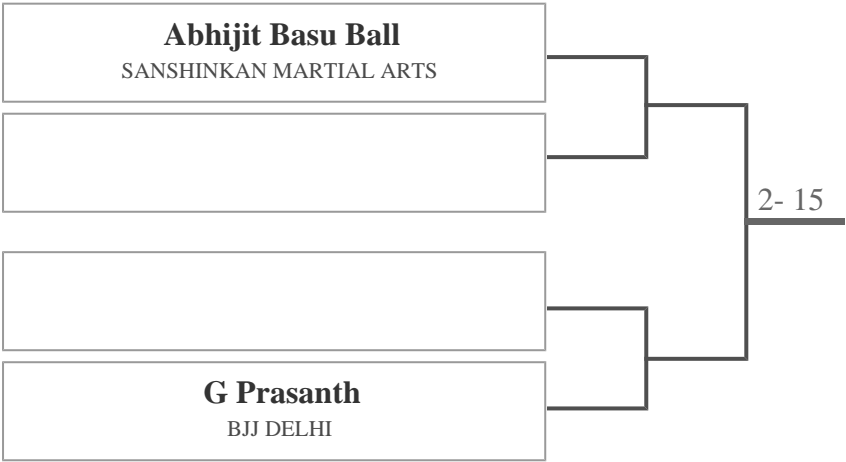 Abhijit Basu Ball
SANSHINKAN MARTIAL ARTS
2- 15
G Prasanth
BJJ DELHI